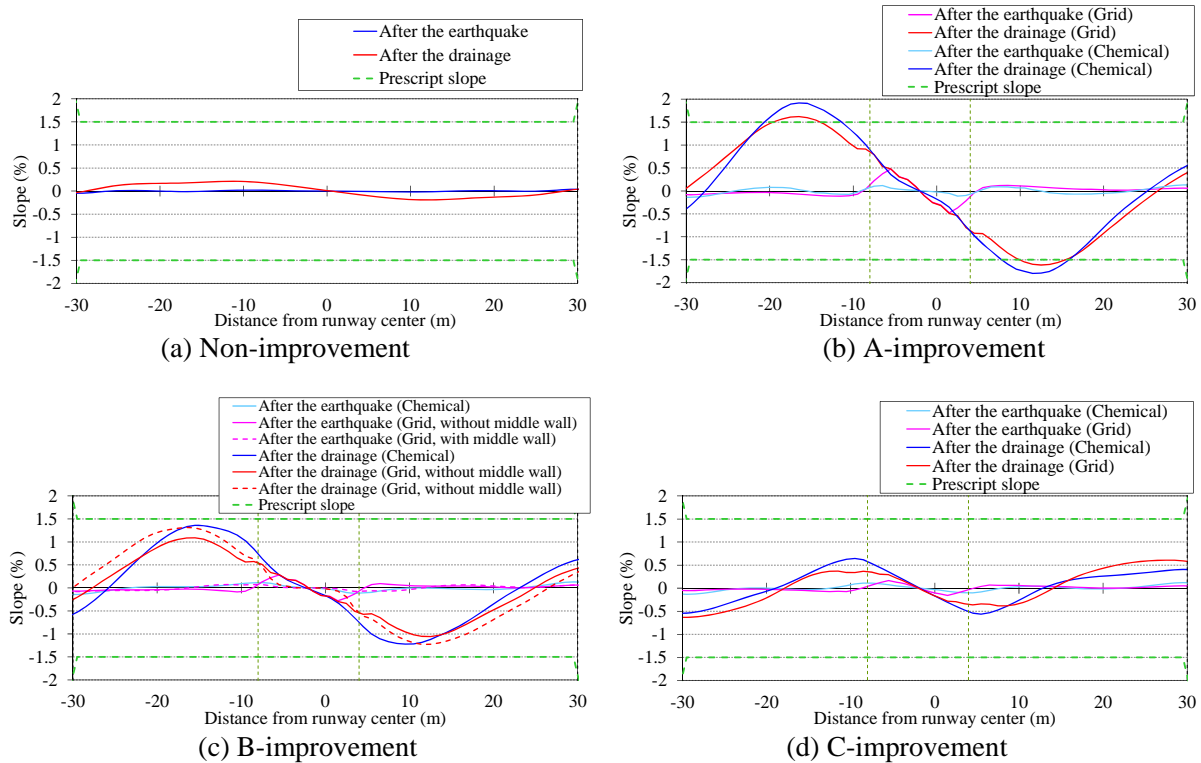 After the earthquake
After the drainage
Prescript slope
2
1.5
1
0.5
0
-0.5
-1
-1.5
-2
Slope (%)
-30 -20 -10 0 10 20 30
Distance from runway center (m)
(a) Non-improvement
After the earthquake (Grid)
After the drainage (Grid)
After the earthquake (Chemical)
After the drainage (Chemical)
Prescript slope
2
1.5
1
0.5
0
-0.5
-1
-1.5
-2
Slope (%)
-30 -20 -10 0 10 20 30
Distance from runway center (m)
(b) A-improvement
After the earthquake (Chemical)
After the earthquake (Grid, without middle wall)
After the earthquake (Grid, with middle wall)
After the drainage (Chemical)
After the drainage (Grid, without middle wall)
After the drainage (Grid, without middle wall)
Prescript slope
2
1.5
1
0.5
0
-0.5
-1
-1.5
-2
Slope (%)
-30 -20 -10 0 10 20 30
Distance from runway center (m)
(c) B-improvement
After the earthquake (Chemical)
After the earthquake (Grid)
After the drainage (Chemical)
After the drainage (Grid)
Prescript slope
2
1.5
1
0.5
0
-0.5
-1
-1.5
-2
Slope (%)
-30 -20 -10 0 10 20 30
Distance from runway center (m)
(d) C-improvement